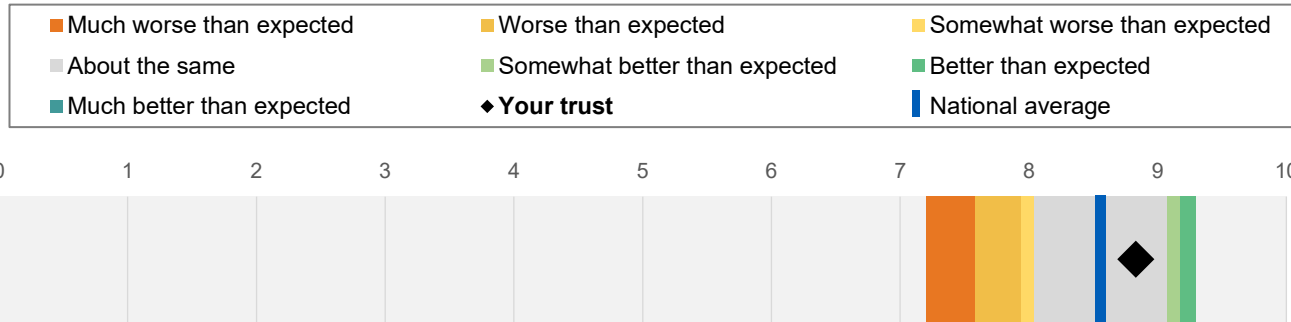 Much worse than expected Worse than expected Somewhat worse than expected
About the same Somewhat better than expected Better than expected
Much better than expected Your trust National average
0 1 2 3 4 5 6 7 8 9 10